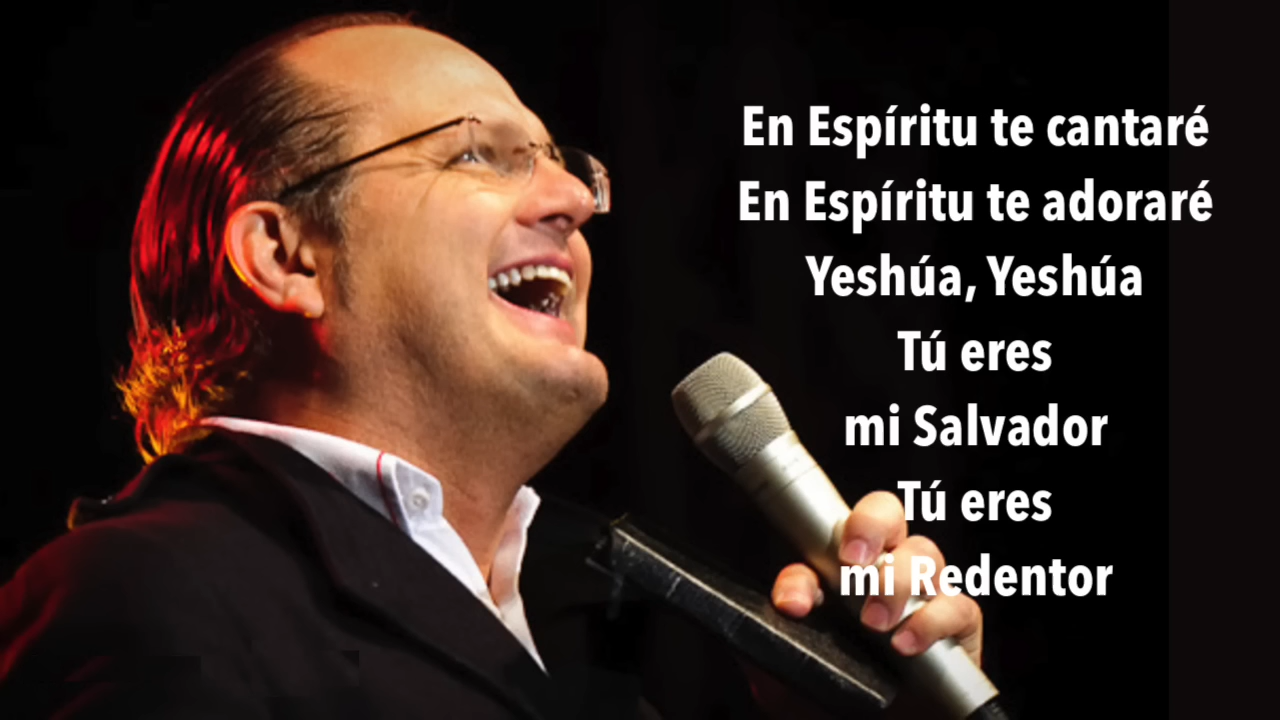 En Espíritu te cantaré
En Espíritu te adoraré
Yeshúa, Yeshúa
Tú eres
mi Salvador
Tú eres
mi Redentor